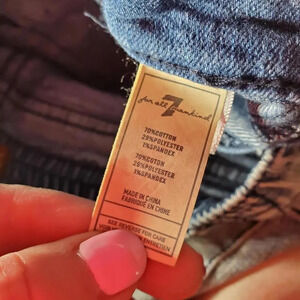 7
for all mankind
70%COTTON
29%POLYESTER
1%SPANDEX
70%COTON
29%POLYESTER
1%SPANDEX
MADE IN CHINA
FABRIQUE EN CHINE
SEE REVERSE FOR CARE